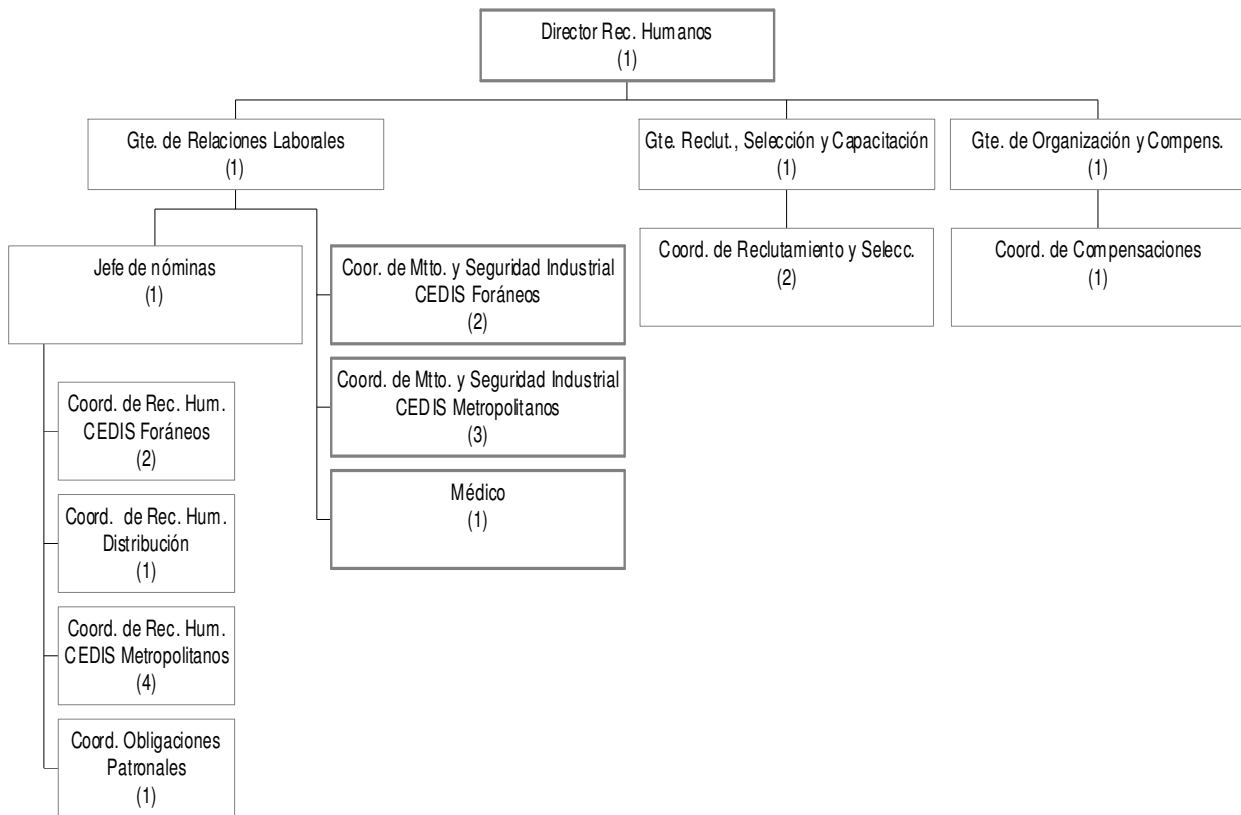 Director Rec. Humanos
(1)
Gte. de Relaciones Laborales
(1)
Gte. Reclut., Selección y Capacitación
(1)
Gte. de Organización y Compens.
(1)
Jefe de nóminas
(1)
Coor. de Mtto. y Seguridad Industrial
CEDIS Foráneos
(2)
Coord. de Reclutamiento y Selecc.
(2)
Coord. de Compensaciones
(1)
Coord. de Mtto. y Seguridad Industrial
CEDIS Metropolitanos
(3)
Médico
(1)
Coord. de Rec. Hum.
CEDIS Foráneos
(2)
Coord. de Rec. Hum.
Distribución
(1)
Coord. de Rec. Hum.
CEDIS Metropolitanos
(4)
Coord. Obligaciones
Patronales
(1)